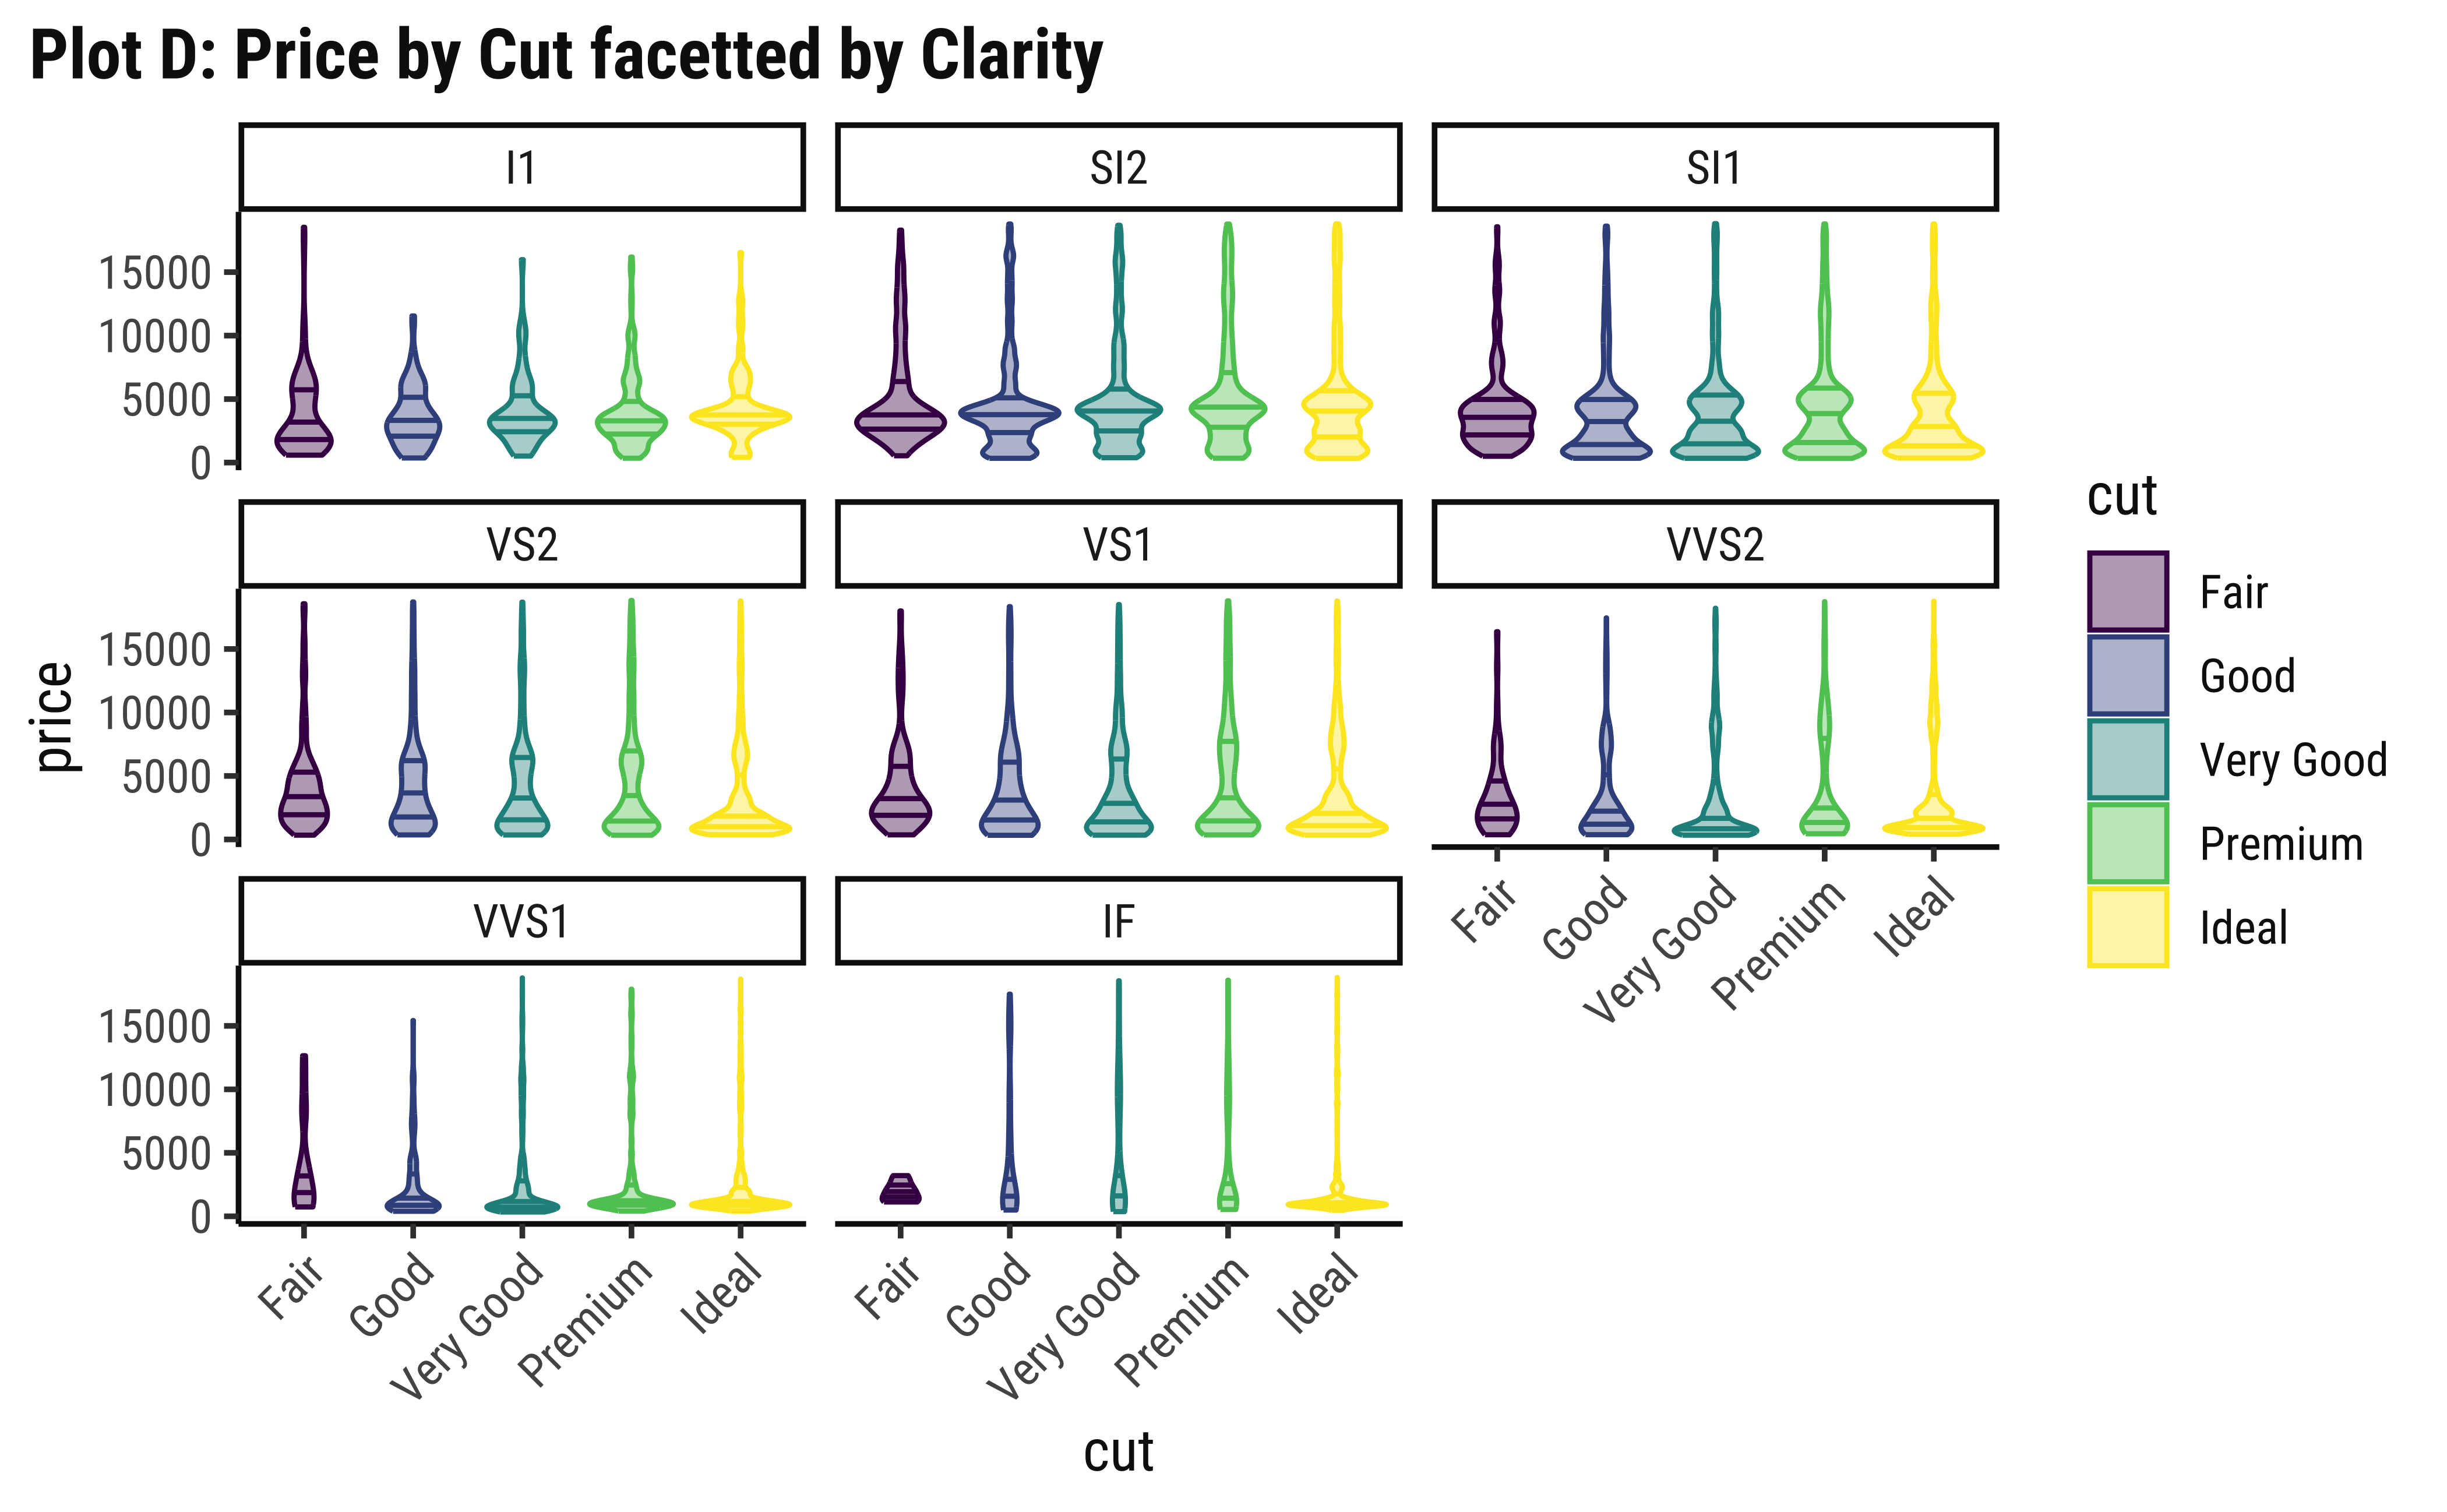 Plot D: Price by Cut facetted by Clarity
I1
SI2
SI1
15000
10000
5000
0
VS2
VS1
VVS2
15000
10000
5000
0
Fair
Good
Very Good
Premium
Ideal
VVS1
IF
15000
10000
5000
0
Fair
Good
Very Good
Premium
Ideal
Fair
Good
Very Good
Premium
Ideal
price
cut
cut
Fair
Good
Very Good
Premium
Ideal